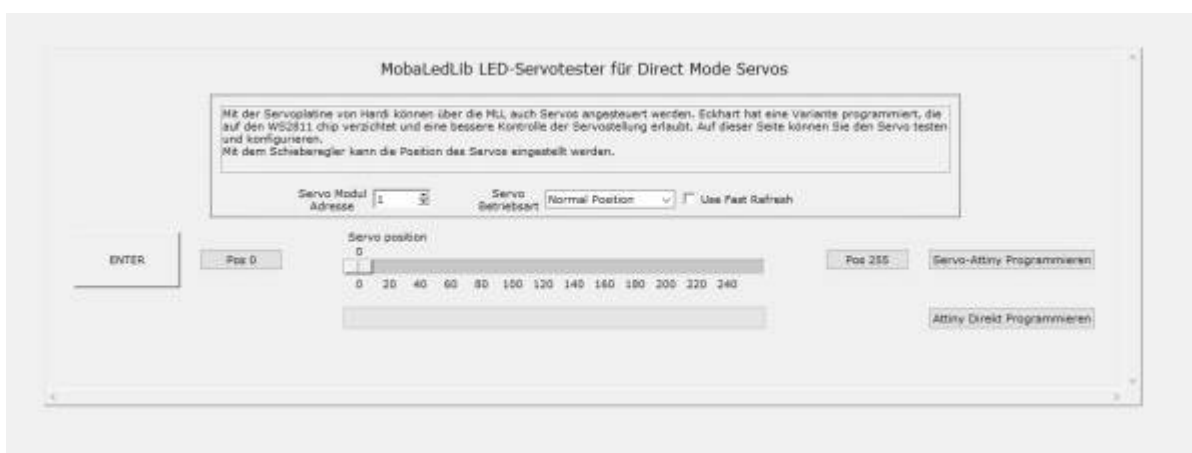 MobaLedLib LED-Servotester für Direct Mode Servos
Mit der Servoplatine von Hardi können über die MLL auch Servos angesteuert werden. Eckhart hat eine Variante programmiert, die
auf den WS2811 chip verzichtet und eine bessere Kontrolle der Servostellung erlaubt. Auf dieser Seite können Sie den Servo testen
und konfigurieren.
Mit dem Schieberegler kann die Position des Servos eingestellt werden.
Servo Modul Adresse 1 Servo Betriebsart Normal Position Use Fast Refresh
Servo position
0
ENTER Pos 0 Pos 255 Servo-Attiny Programmieren
0 20 40 60 80 100 120 140 160 180 200 220 240
Attiny Direkt Programmieren